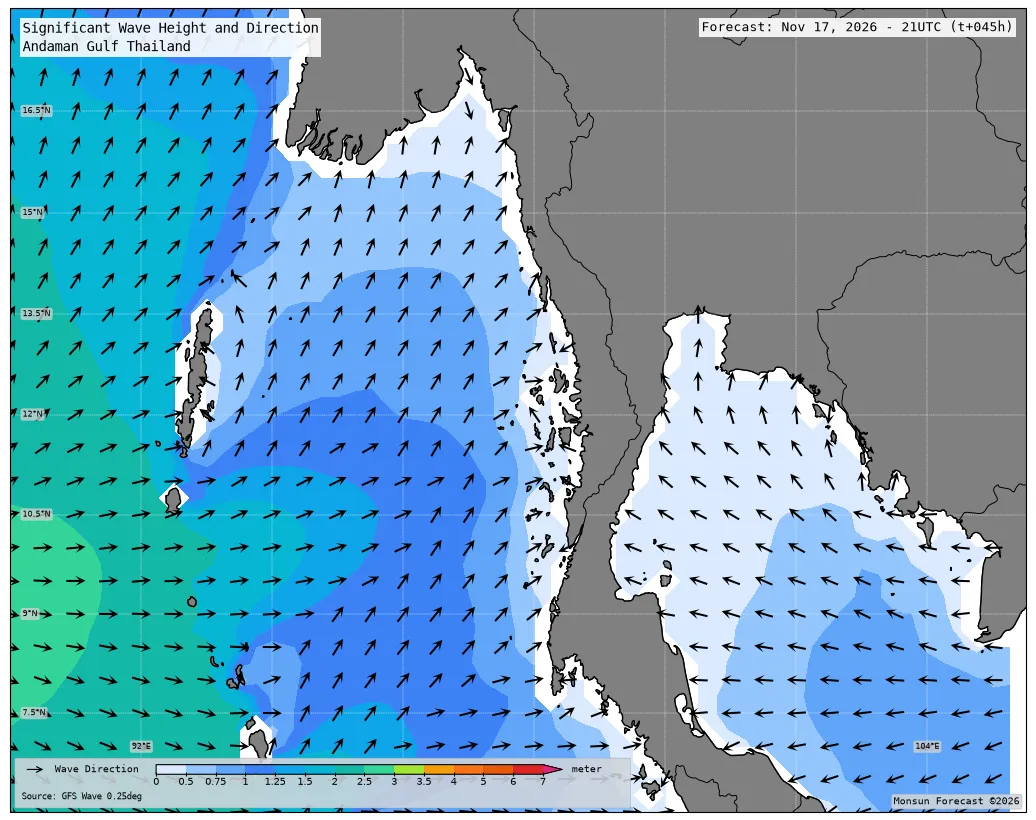 Significant Wave Height and Direction
Andaman Gulf Thailand
Forecast: Nov 17, 2026 - 21UTC (t+045h)
16.5°N
15°N
13.5°N
12°N
10.5°N
9°N
7.5°N
92°E
104°E
Wave Direction
0.5 0.75 1 1.25 1.5 2 2.5 3 3.5 4 5 6 7
meter
Source: GFS Wave 0.25deg
Monsun Forecast ©2026